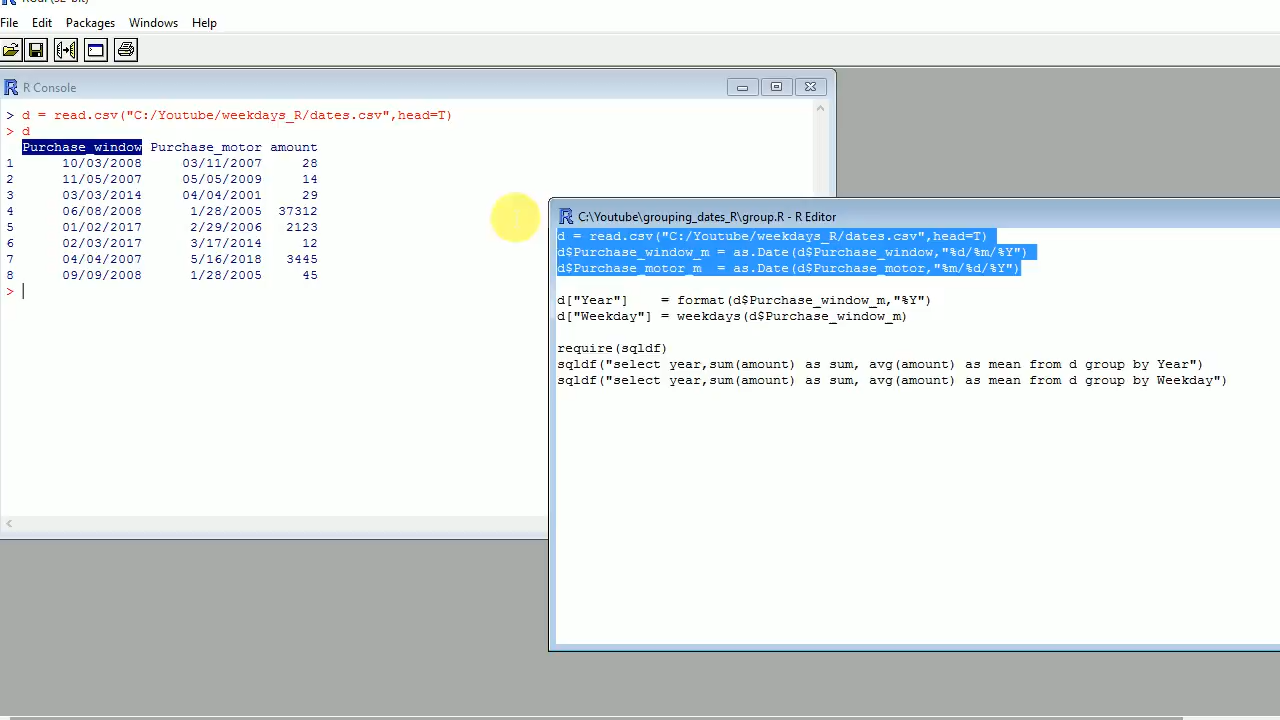 File Edit Packages Windows Help
R Console
> d = read.csv("C:/Youtube/weekdays_R/dates.csv",head=T)
> d
Purchase_window Purchase_motor amount
1 10/03/2008 03/11/2007 28
2 11/05/2007 05/05/2009 14
3 03/03/2014 04/04/2001 29
4 06/08/2008 1/28/2005 37312
5 01/02/2017 2/29/2006 2123
6 02/03/2017 3/17/2014 12
7 04/04/2007 5/16/2018 3445
8 09/09/2008 1/28/2005 45
>
C:\Youtube\grouping_dates_R\group.R - R Editor
d = read.csv("C:/Youtube/weekdays_R/dates.csv",head=T)
d$Purchase_window_m = as.Date(d$Purchase_window,"%d/%m/%Y")
d$Purchase_motor_m = as.Date(d$Purchase_motor,"%m/%d/%Y")
d["Year"] = format(d$Purchase_window_m,"%Y")
d["Weekday"] = weekdays(d$Purchase_window_m)
require(sqldf)
sqldf("select year,sum(amount) as sum, avg(amount) as mean from d group by Year")
sqldf("select year,sum(amount) as sum, avg(amount) as mean from d group by Weekday")